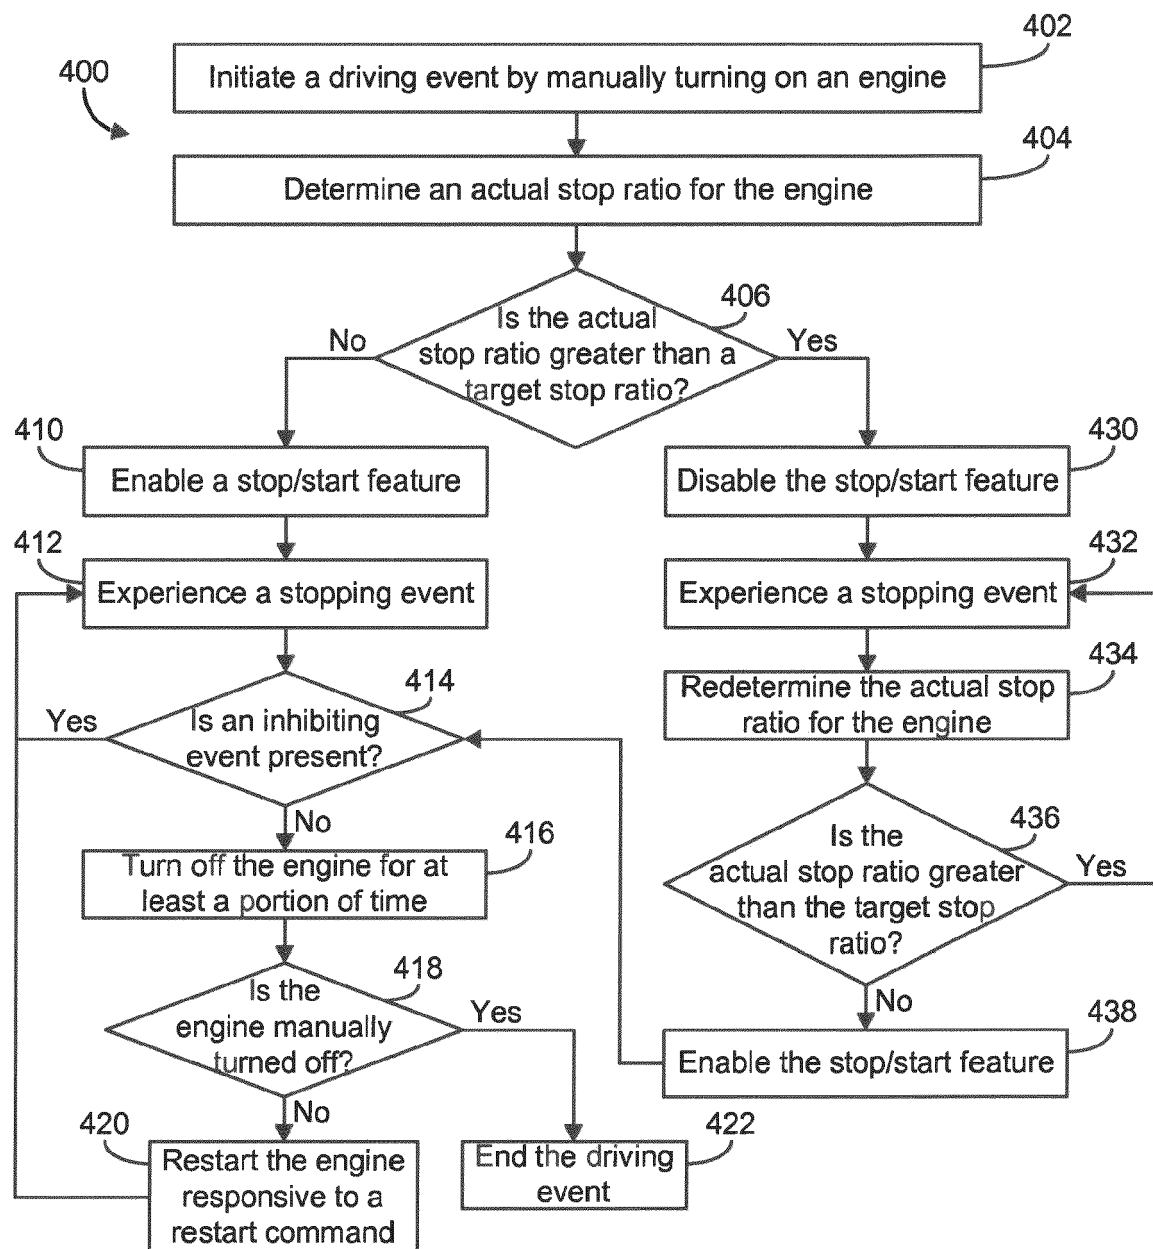 402
400
Initiate a driving event by manually turning on an engine
404
Determine an actual stop ratio for the engine
406
Is the actual
stop ratio greater than a
target stop ratio?
No
Yes
410
Enable a stop/start feature
430
Disable the stop/start feature
412
Experience a stopping event
432
Experience a stopping event
434
Redetermine the actual stop
ratio for the engine
414
Yes
Is an inhibiting
event present?
No
436
Is the
actual stop ratio greater
than the target stop
ratio?
Yes
No
416
Turn off the engine for at
least a portion of time
418
Is the
engine manually
turned off?
Yes
No
438
Enable the stop/start feature
420
Restart the engine
responsive to a
restart command
422
End the driving
event